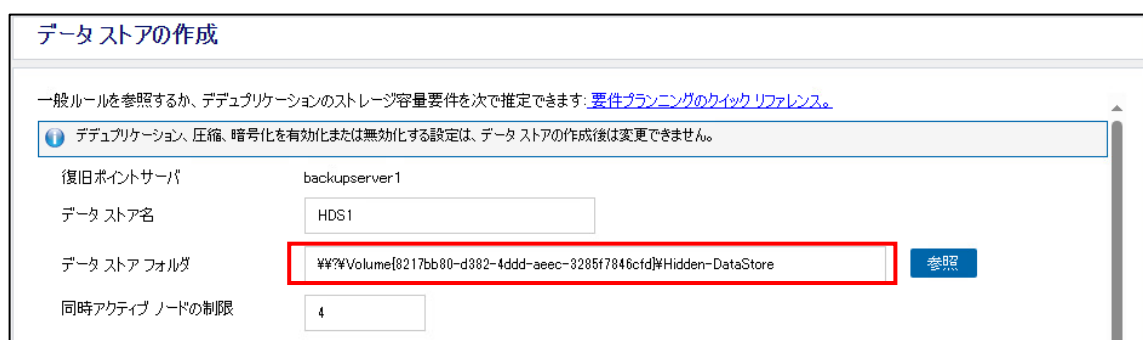 データ ストアの作成
一般ルールを参照するか、デデュプリケーションのストレージ容量要件を次で推定できます: 要件プランニングのクイック リファレンス。
デデュプリケーション、圧縮、暗号化を有効化または無効化する設定は、データ ストアの作成後は変更できません。
復旧ポイントサーバ backupserver1
データ ストア名 HDS1
データ ストア フォルダ ¥¥?¥Volume{8217bb80-d382-4ddd-aeec-3285f7846cfd}¥Hidden-DataStore 参照
同時アクティブ ノードの制限 4